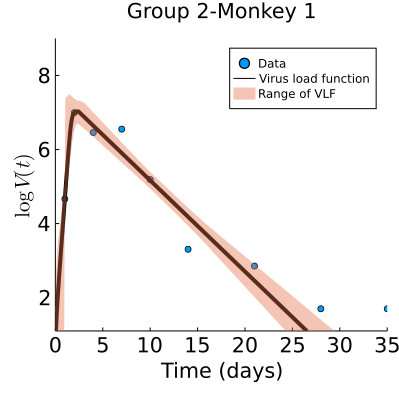 Group 2-Monkey 1
Data
Virus load function
Range of VLF
log V(t)
8
6
4
2
0 5 10 15 20 25 30 35
Time (days)